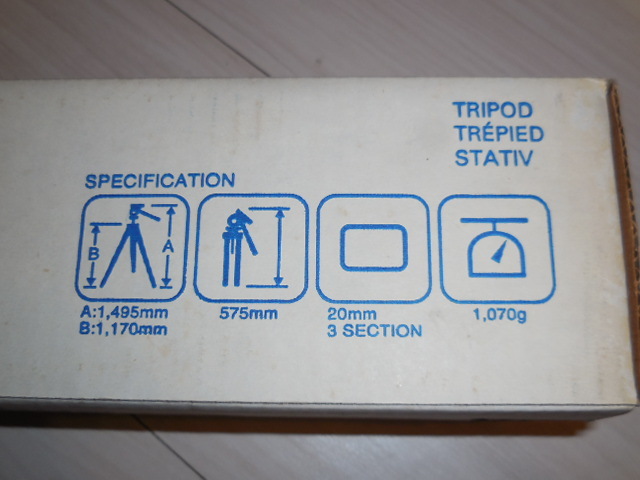 TRIPOD
TRÉPIED
STATIV
SPECIFICATION
B
A
A:1,495mm
B:1,170mm
575mm
20mm
3 SECTION
1,070g